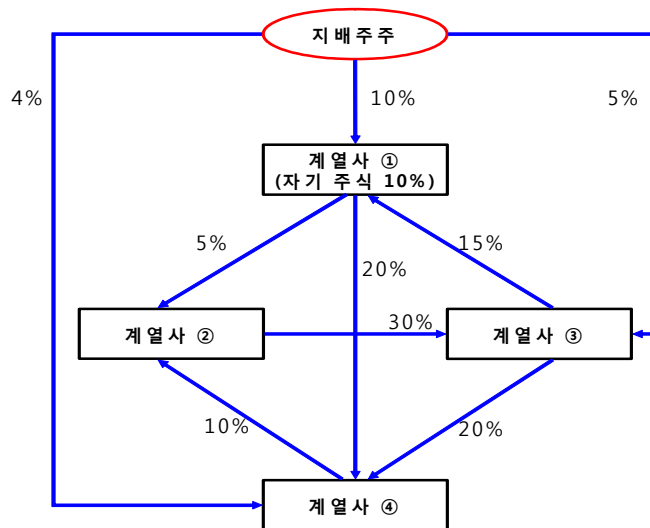 지배주주
4%
10%
5%
계열사 ①
(자기 주식 10%)
5%
15%
20%
계열사 ②
30%
계열사 ③
10%
20%
계열사 ④